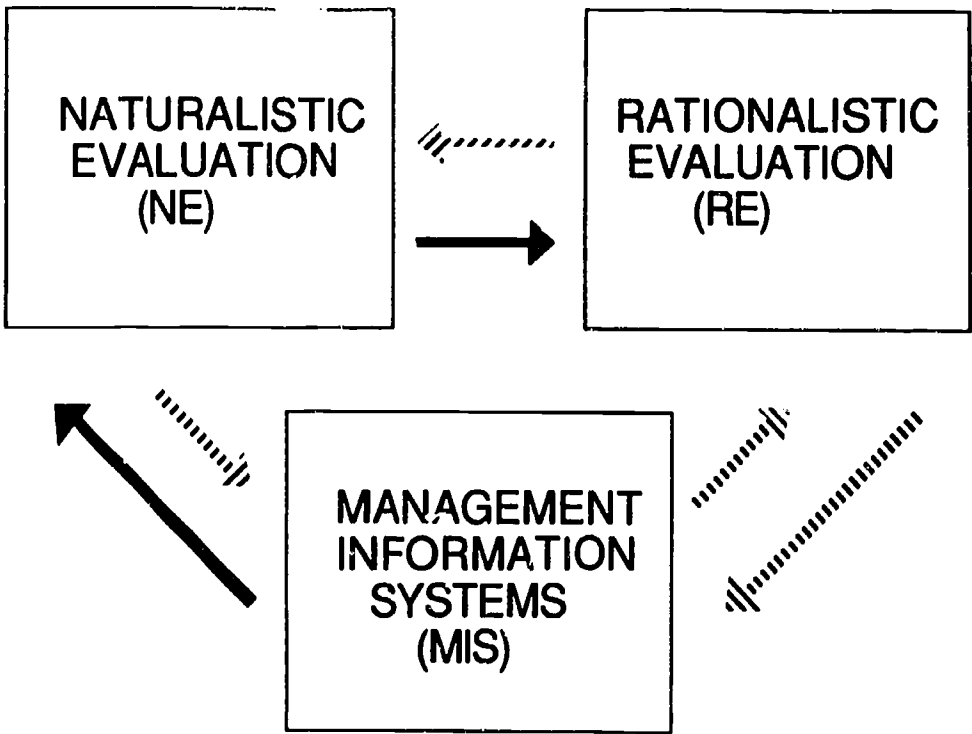 NATURALISTIC
EVALUATION
(NE)
RATIONALISTIC
EVALUATION
(RE)
MANAGEMENT
INFORMATION
SYSTEMS
(MIS)